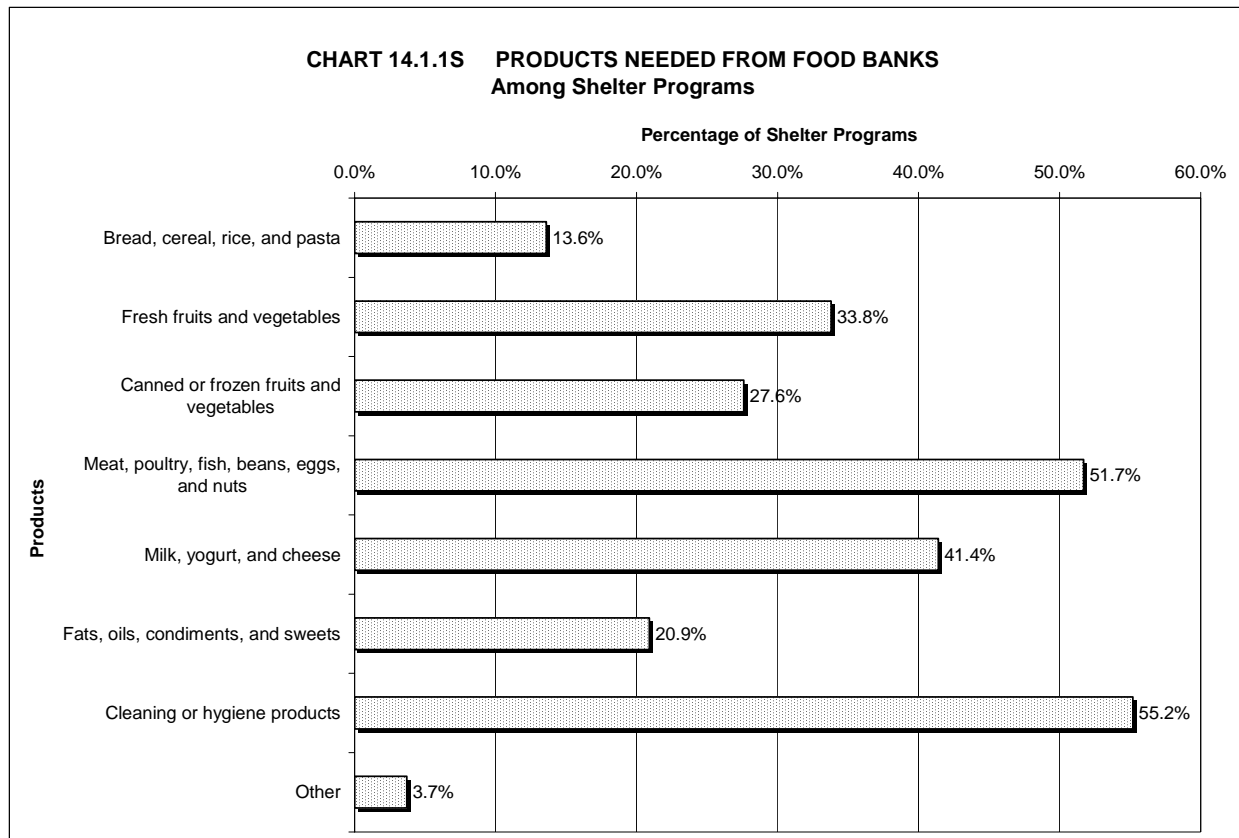 CHART 14.1.1S PRODUCTS NEEDED FROM FOOD BANKS
Among Shelter Programs
Percentage of Shelter Programs
0.0% 10.0% 20.0% 30.0% 40.0% 50.0% 60.0%
Bread, cereal, rice, and pasta 13.6%
Fresh fruits and vegetables 33.8%
Canned or frozen fruits and
vegetables 27.6%
Meat, poultry, fish, beans, eggs,
and nuts 51.7%
Milk, yogurt, and cheese 41.4%
Fats, oils, condiments, and sweets 20.9%
Cleaning or hygiene products 55.2%
Other 3.7%
Products